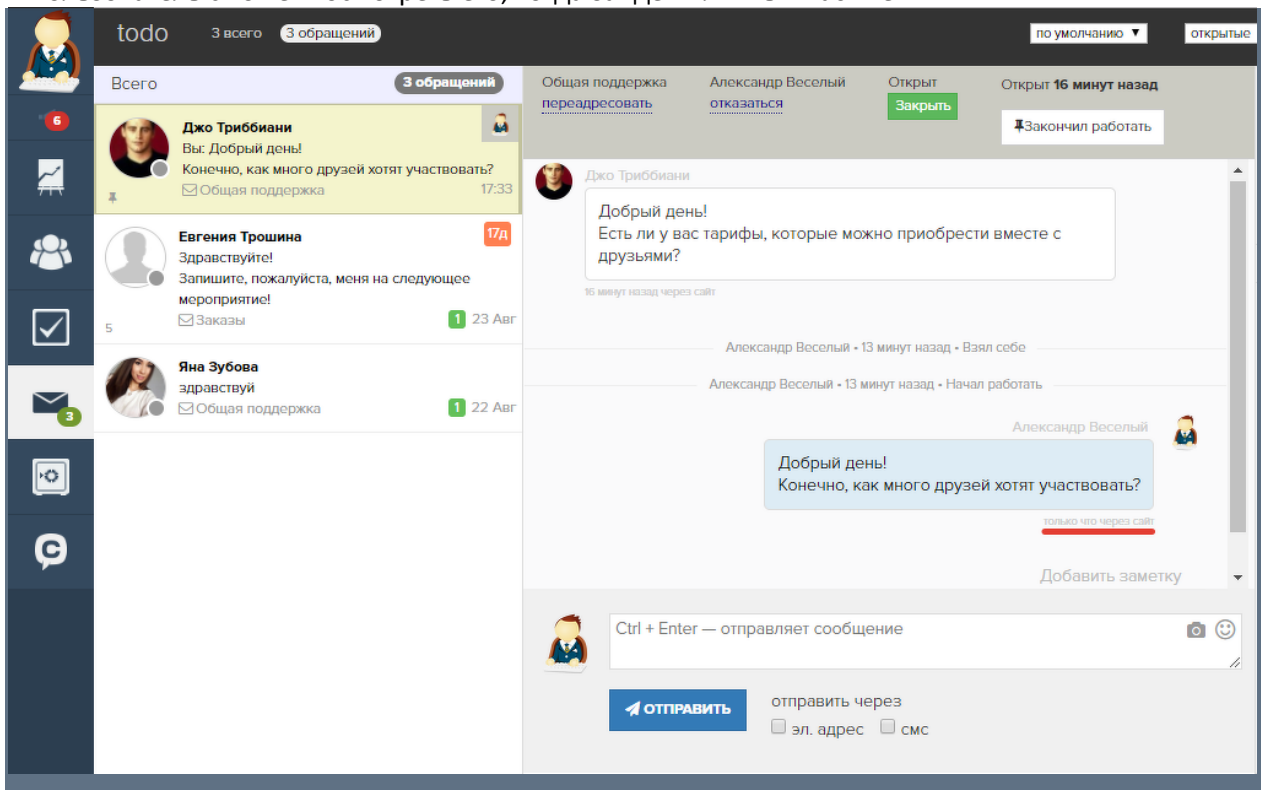 todo
3 всего
3 обращений
по умолчанию ▼
открытые
6
3
Всего
3 обращений
Джо Триббиани
Вы: Добрый день!
Конечно, как много друзей хотят участвовать?
Общая поддержка
17:33
Евгения Трошина
17д
Здравствуйте!
Запишите, пожалуйста, меня на следующее
мероприятие!
5
Заказы
1
23 Авг
Яна Зубова
здравствуй
Общая поддержка
1
22 Авг
Общая поддержка
переадресовать
Александр Веселый
отказаться
Открыт
Закрыть
Открыт 16 минут назад
Закончил работать
Джо Триббиани
Добрый день!
Есть ли у вас тарифы, которые можно приобрести вместе с
друзьями?
16 минут назад через сайт
Александр Веселый • 13 минут назад • Взял себе
Александр Веселый • 13 минут назад • Начал работать
Александр Веселый
Добрый день!
Конечно, как много друзей хотят участвовать?
только что через сайт
Добавить заметку
Ctrl + Enter — отправляет сообщение
ОТПРАВИТЬ
отправить через
эл. адрес
смс